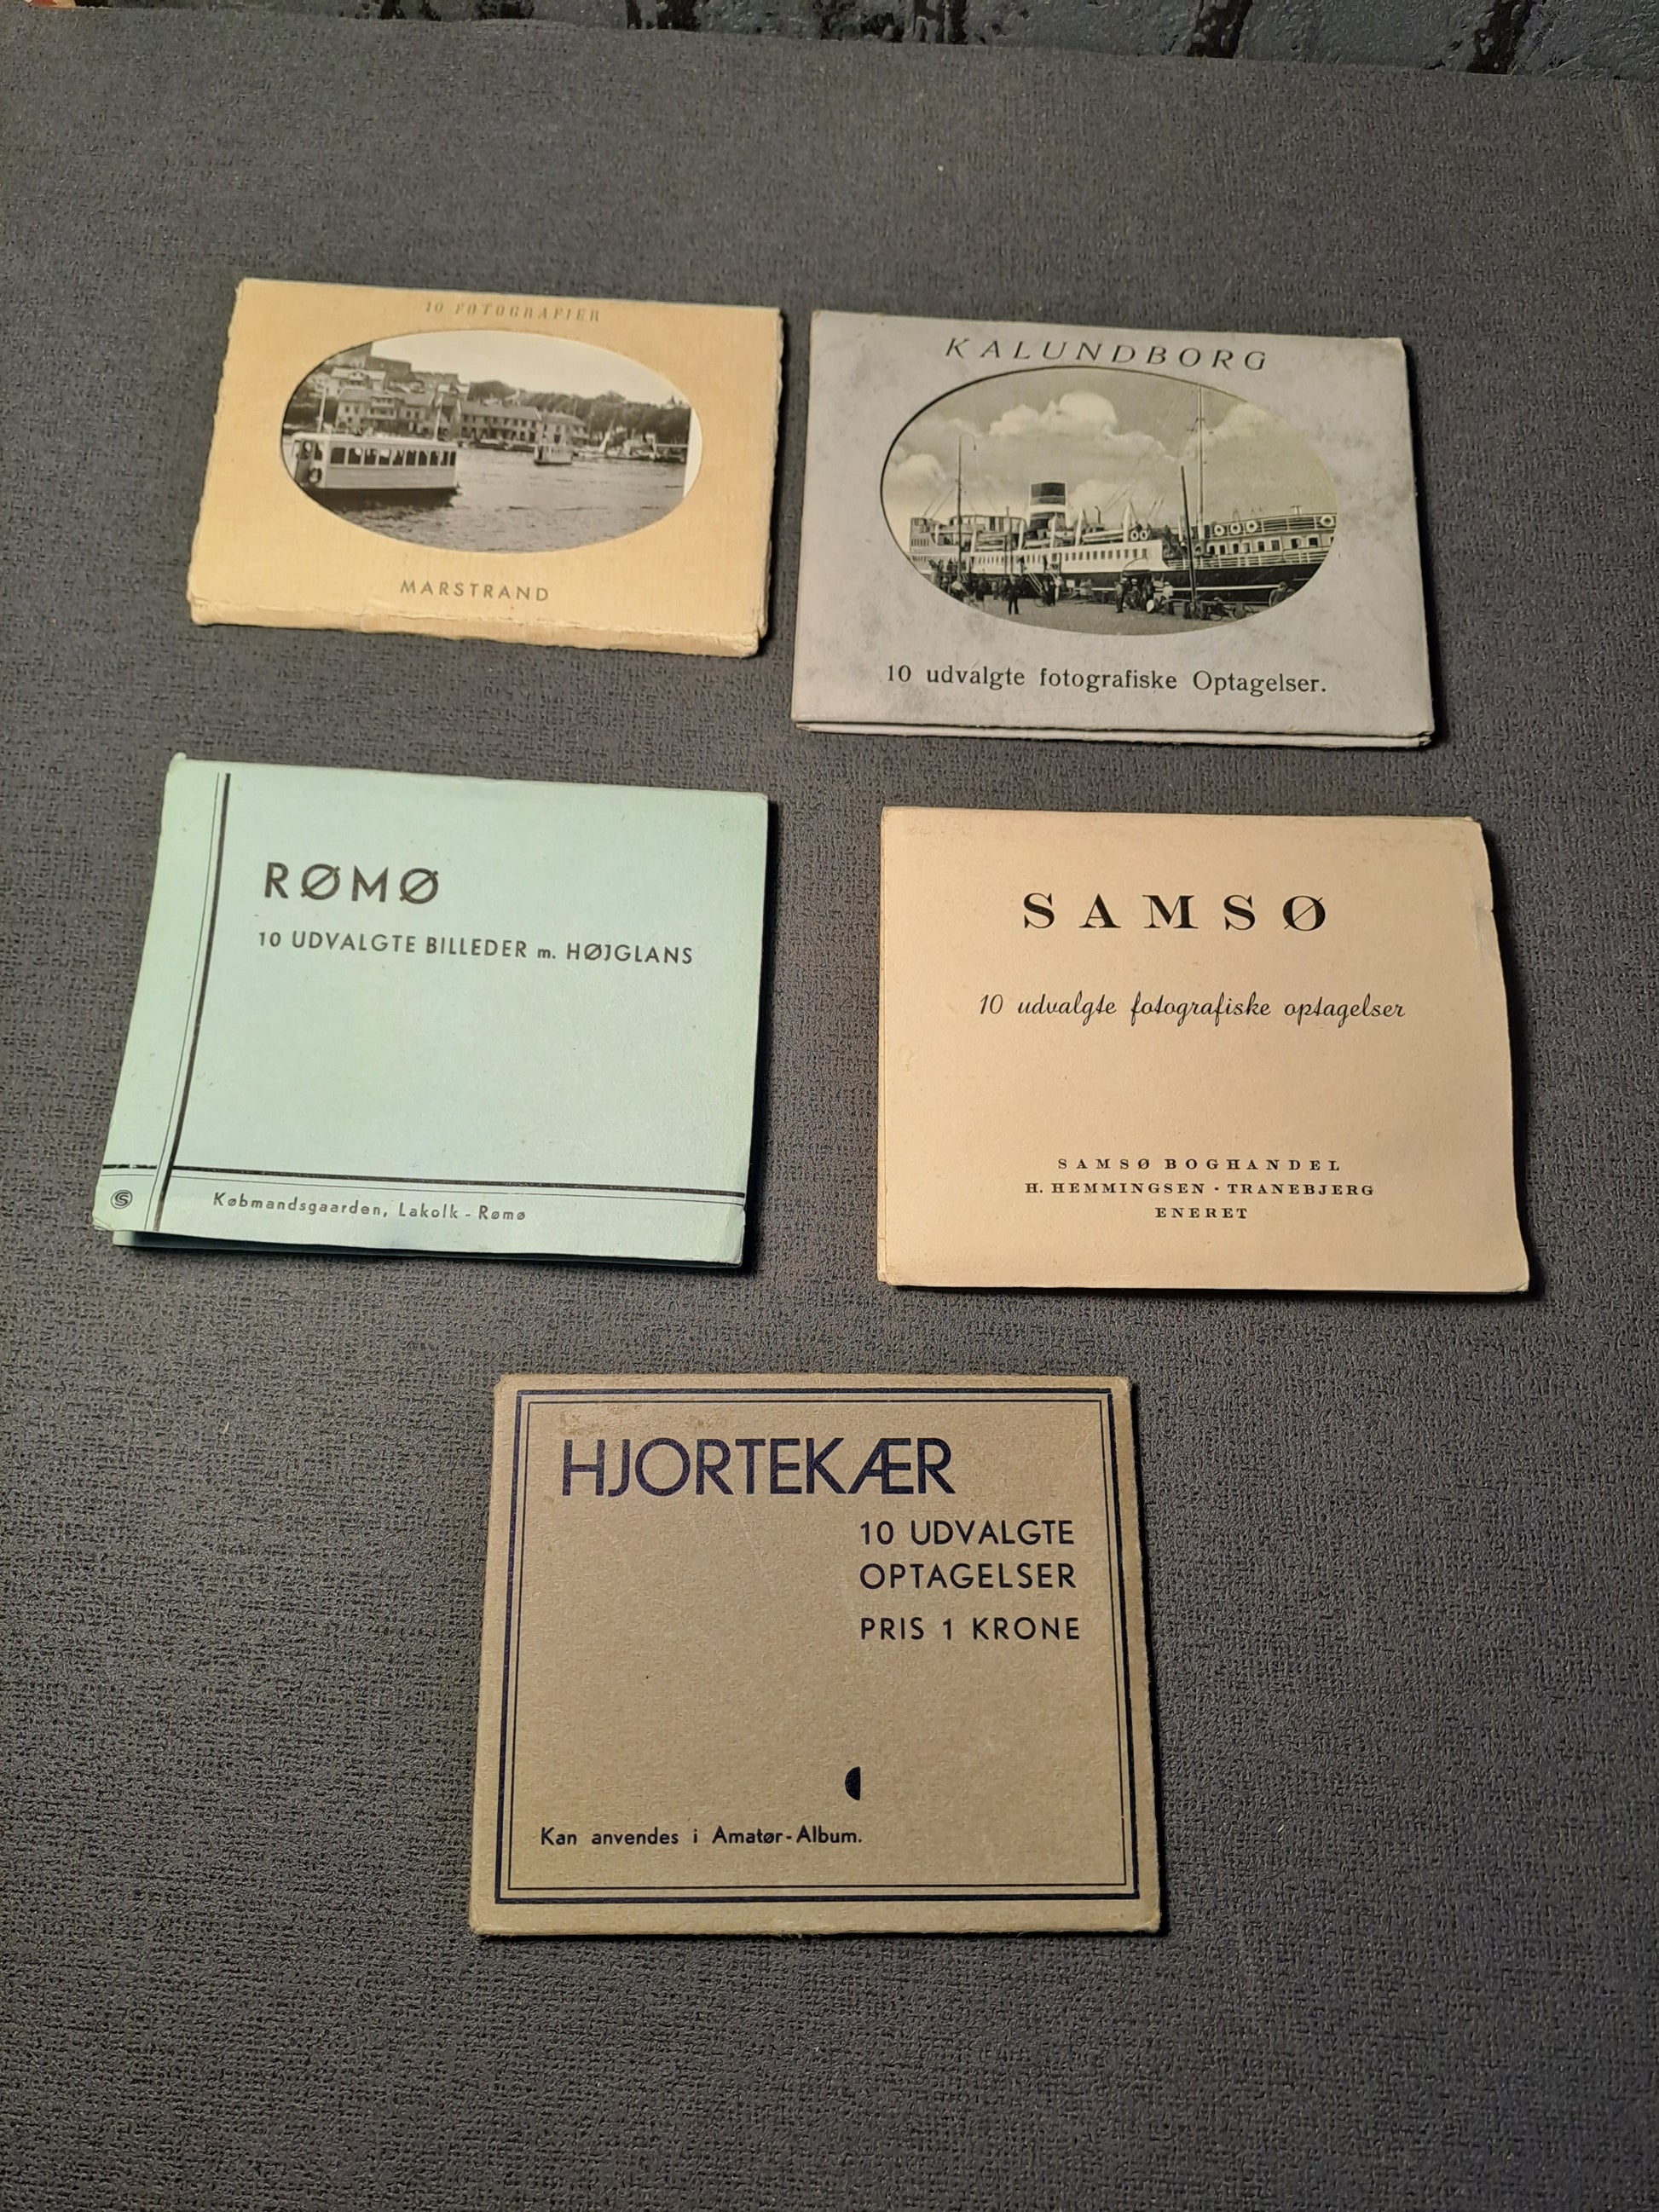 10 FOTOGRAFIER
MARSTRAND
KALUNDBORG
10 udvalgte fotografiske Optagelser.
RØMØ
10 UDVALGTE BILLEDER m. HØJGLANS
Købmandsgaarden, Lakolk - Rømø
SAMSØ
10 udvalgte fotografiske optagelser
SAMSØ BOGHANDEL
H. HEMMINGSEN · TRANEBJERG
ENERET
HJORTEKÆR
10 UDVALGTE
OPTAGELSER
PRIS 1 KRONE
Kan anvendes i Amatør-Album.